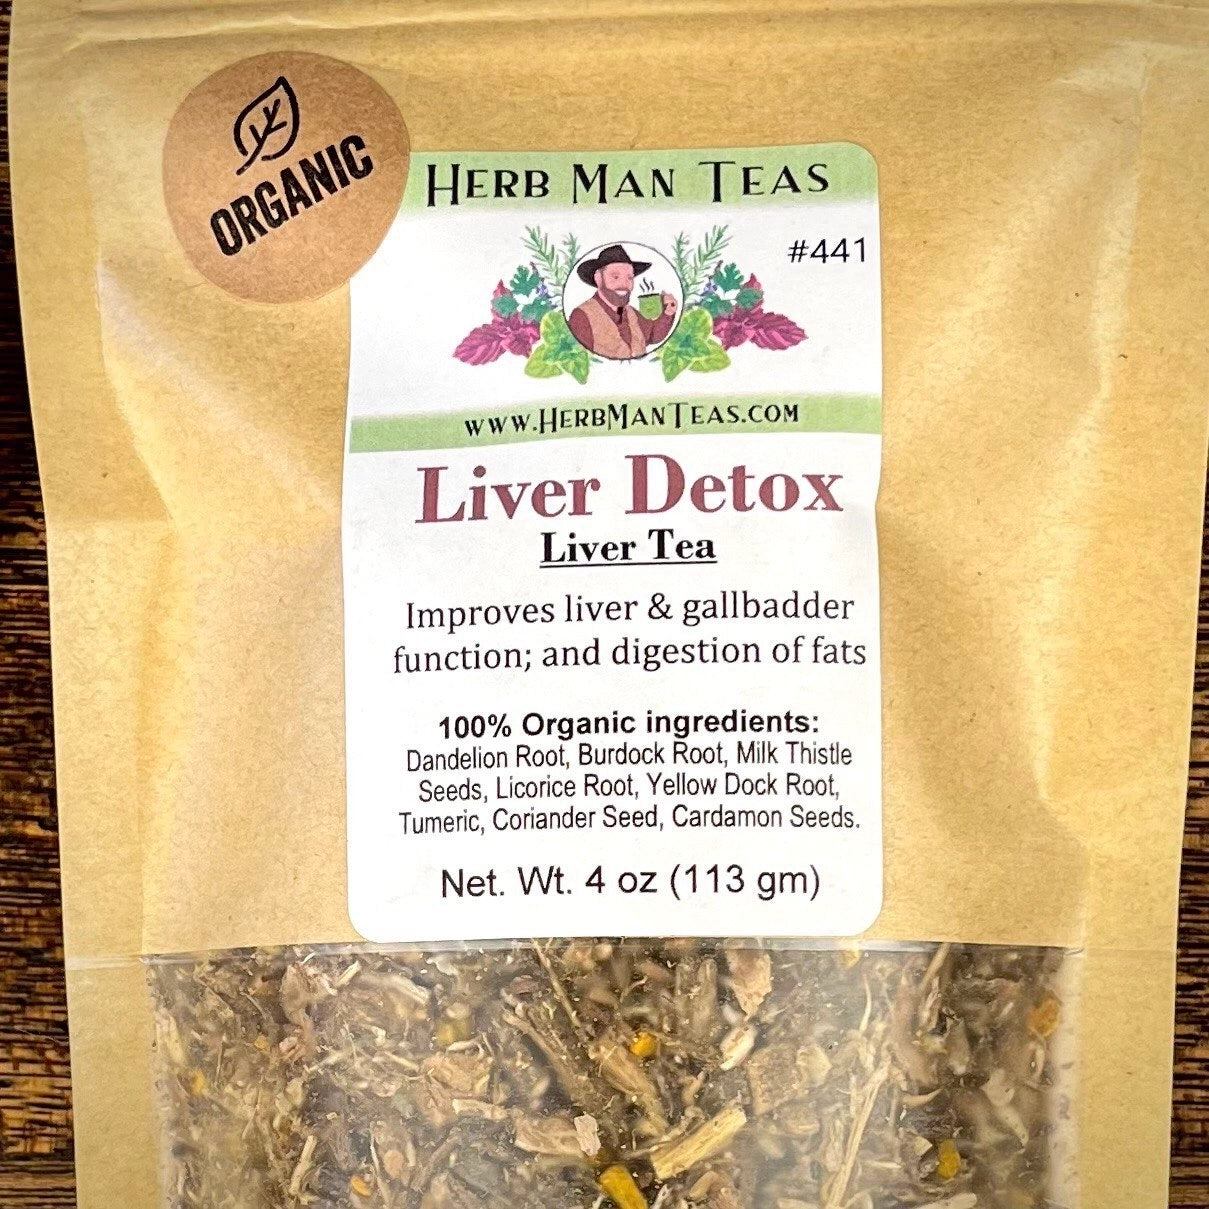 ORGANIC
HERB MAN TEAS
#441
WWW.HERBMANTEAS.COM
Liver Detox
Liver Tea
Improves liver & gallbadder
function; and digestion of fats
100% Organic ingredients:
Dandelion Root, Burdock Root, Milk Thistle
Seeds, Licorice Root, Yellow Dock Root,
Tumeric, Coriander Seed, Cardamon Seeds.
Net. Wt. 4 oz (113 gm)